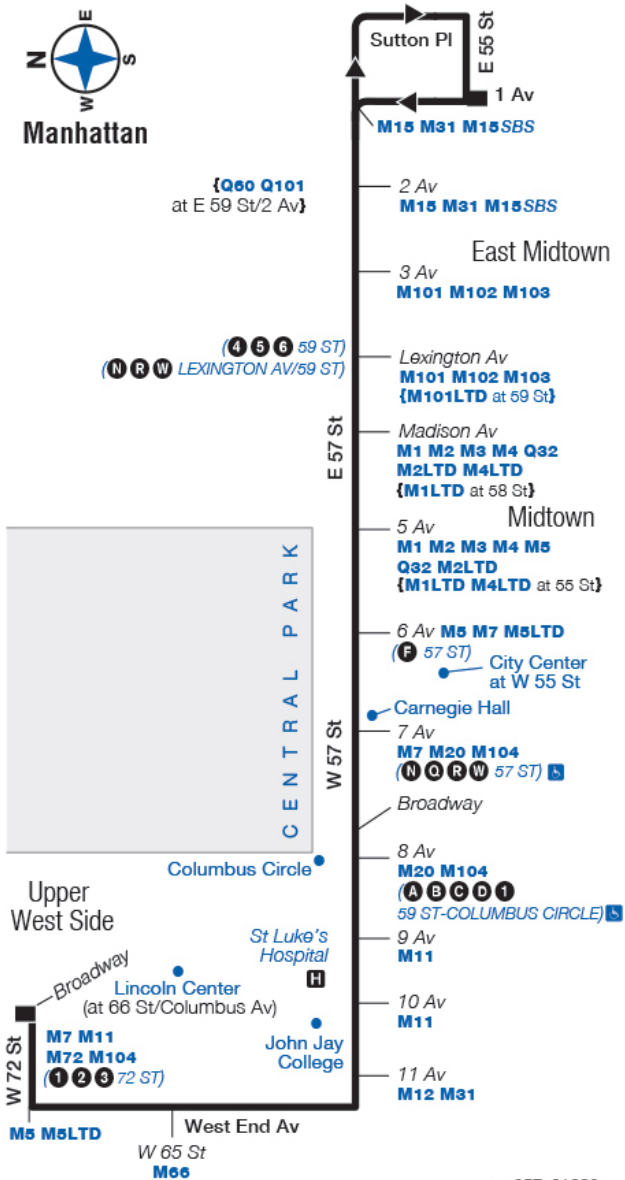 E
N S
W
Manhattan
Sutton Pl
E 55 St
1 Av
M15 M31 M15SBS
{Q60 Q101
at E 59 St/2 Av}
2 Av
M15 M31 M15SBS
East Midtown
3 Av
M101 M102 M103
(4 5 6 59 ST)
(N R W LEXINGTON AV/59 ST)
Lexington Av
M101 M102 M103
{M101LTD at 59 St}
E 57 St
Madison Av
M1 M2 M3 M4 Q32
M2LTD M4LTD
{M1LTD at 58 St}
Midtown
5 Av
M1 M2 M3 M4 M5
Q32 M2LTD
{M1LTD M4LTD at 55 St}
CENTRAL PARK
6 Av M5 M7 M5LTD
(F 57 ST)
City Center
at W 55 St
Carnegie Hall
W 57 St
7 Av
M7 M20 M104
(N Q R W 57 ST)
Broadway
Columbus Circle
8 Av
M20 M104
(A B C D 1
59 ST-COLUMBUS CIRCLE)
Upper
West Side
St Luke's
Hospital
H
9 Av
M11
Broadway
Lincoln Center
(at 66 St/Columbus Av)
10 Av
M11
John Jay
College
W 72 St
M7 M11
M72 M104
(1 2 3 72 ST)
11 Av
M12 M31
West End Av
M5 M5LTD
W 65 St
M66